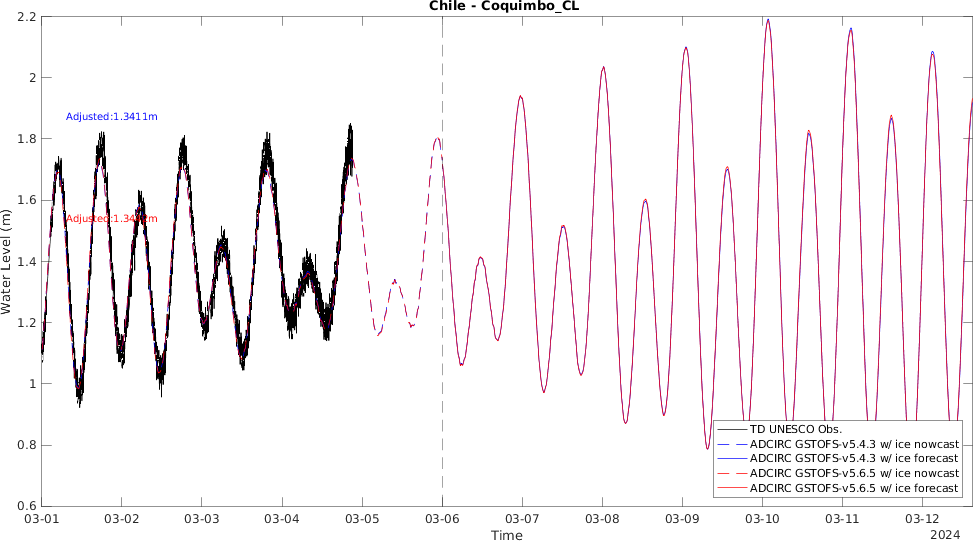 Chile - Coquimbo_CL
2.2
2
1.8
1.6
1.4
1.2
1
0.8
0.6
Water Level (m)
Adjusted:1.3411m
TD UNESCO Obs.
ADCIRC GSTOFS-v5.4.3 w/ ice nowcast
ADCIRC GSTOFS-v5.4.3 w/ ice forecast
ADCIRC GSTOFS-v5.6.5 w/ ice nowcast
ADCIRC GSTOFS-v5.6.5 w/ ice forecast
03-01 03-02 03-03 03-04 03-05 03-06 03-07 03-08 03-09 03-10 03-11 03-12
Time
2024